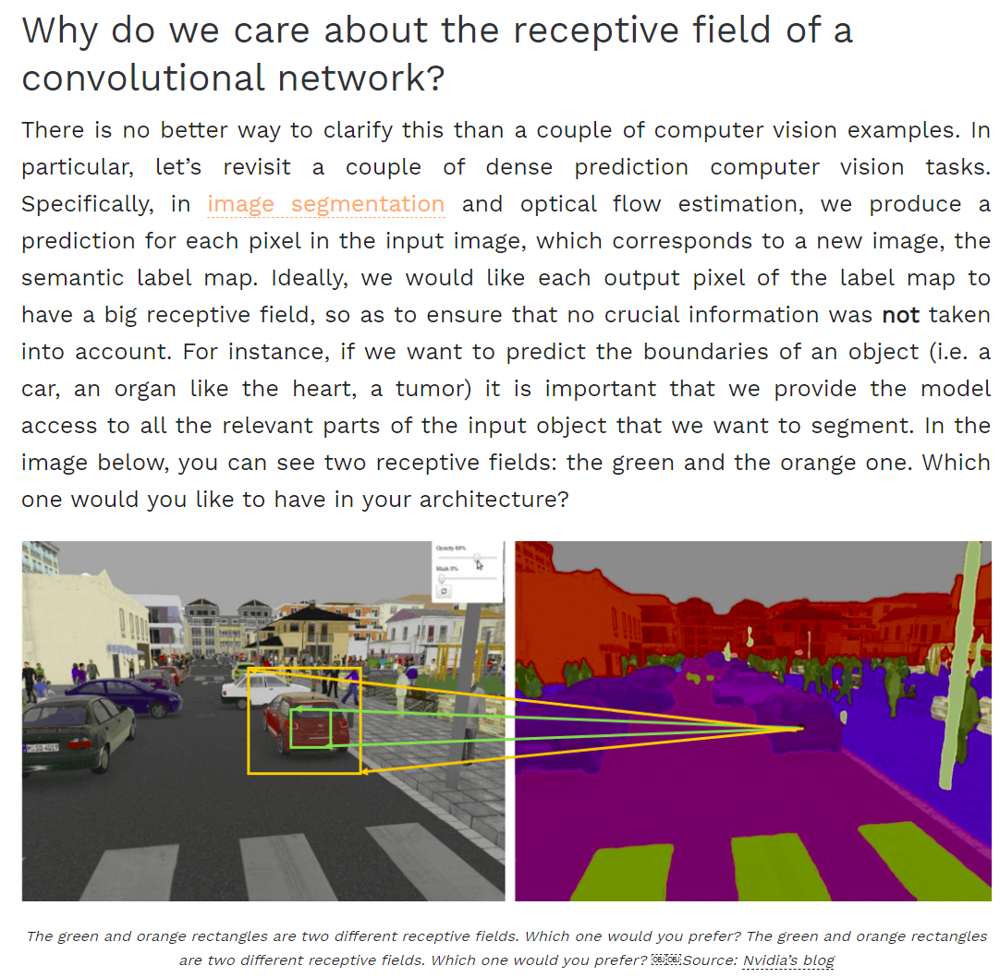 Why do we care about the receptive field of a
convolutional network?
There is no better way to clarify this than a couple of computer vision examples. In
particular, let’s revisit a couple of dense prediction computer vision tasks.
Specifically, in image segmentation and optical flow estimation, we produce a
prediction for each pixel in the input image, which corresponds to a new image, the
semantic label map. Ideally, we would like each output pixel of the label map to
have a big receptive field, so as to ensure that no crucial information was not taken
into account. For instance, if we want to predict the boundaries of an object (i.e. a
car, an organ like the heart, a tumor) it is important that we provide the model
access to all the relevant parts of the input object that we want to segment. In the
image below, you can see two receptive fields: the green and the orange one. Which
one would you like to have in your architecture?
Opacity 69%
Mask 0%
The green and orange rectangles are two different receptive fields. Which one would you prefer? The green and orange rectangles
are two different receptive fields. Which one would you prefer? Source: Nvidia’s blog